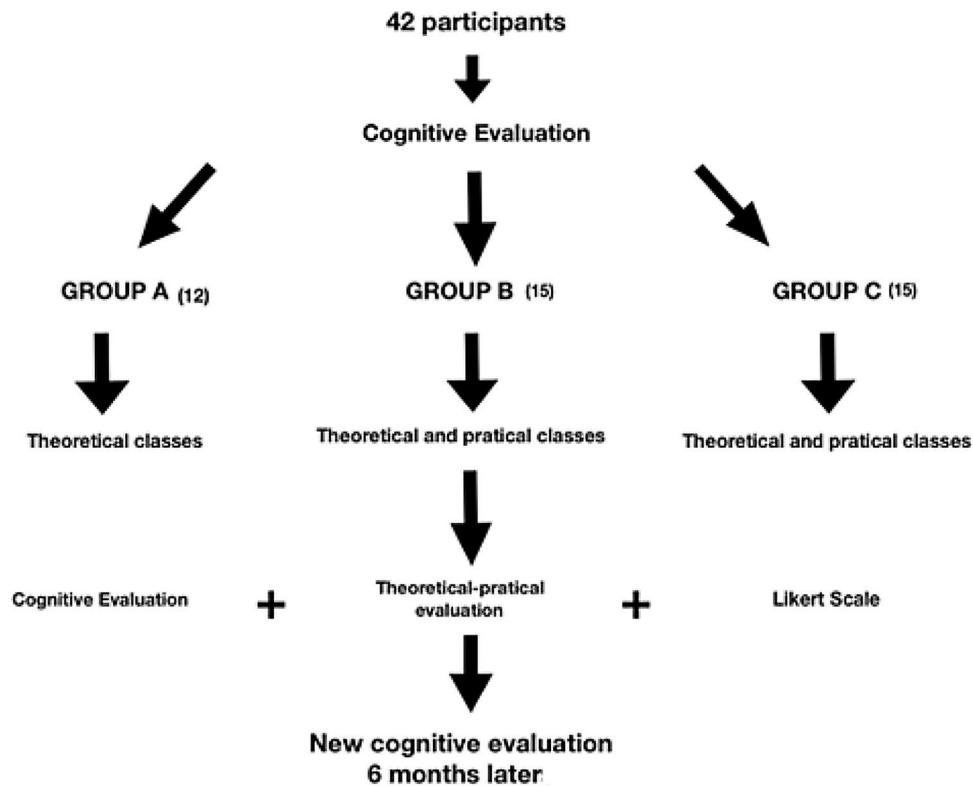 42 participants
Cognitive Evaluation
GROUP A (12)
GROUP B (15)
GROUP C (15)
Theoretical classes
Theoretical and pratical classes
Theoretical and pratical classes
Cognitive Evaluation
+
Theoretical-pratical
evaluation
+
Likert Scale
New cognitive evaluation
6 months later